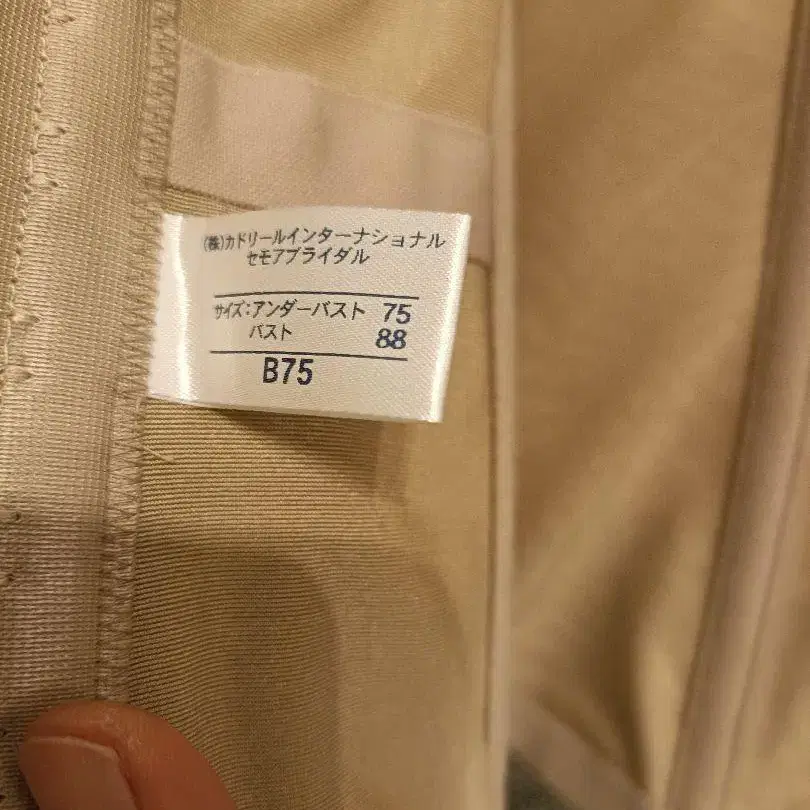 (株)カドリールインターナショナル
セモアブライダル
サイズ:アンダーバスト 75
バスト 88
B75